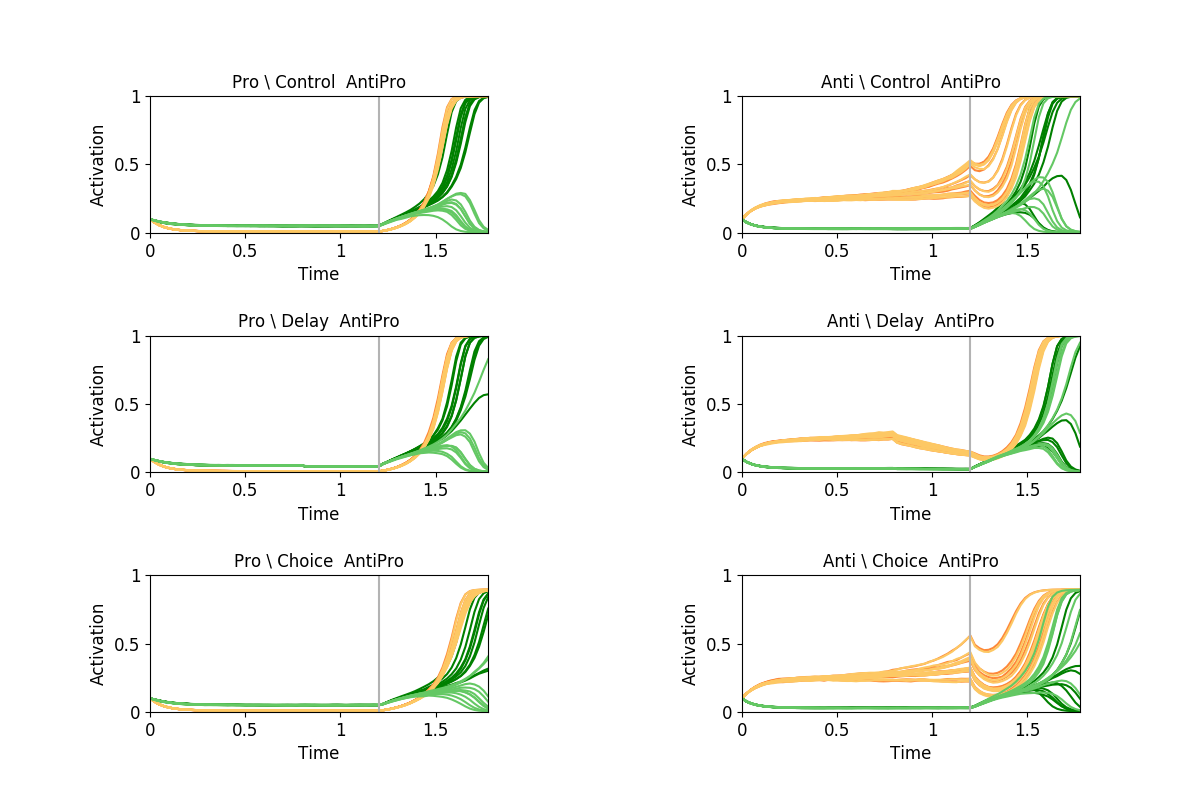 Pro \ Control  AntiPro
Anti \ Control  AntiPro
1
0.5
0
Activation
0
0.5
1
1.5
Time
1
0.5
0
Activation
0
0.5
1
1.5
Time
Pro \ Delay  AntiPro
Anti \ Delay  AntiPro
1
0.5
0
Activation
0
0.5
1
1.5
Time
1
0.5
0
Activation
0
0.5
1
1.5
Time
Pro \ Choice  AntiPro
Anti \ Choice  AntiPro
1
0.5
0
Activation
0
0.5
1
1.5
Time
1
0.5
0
Activation
0
0.5
1
1.5
Time